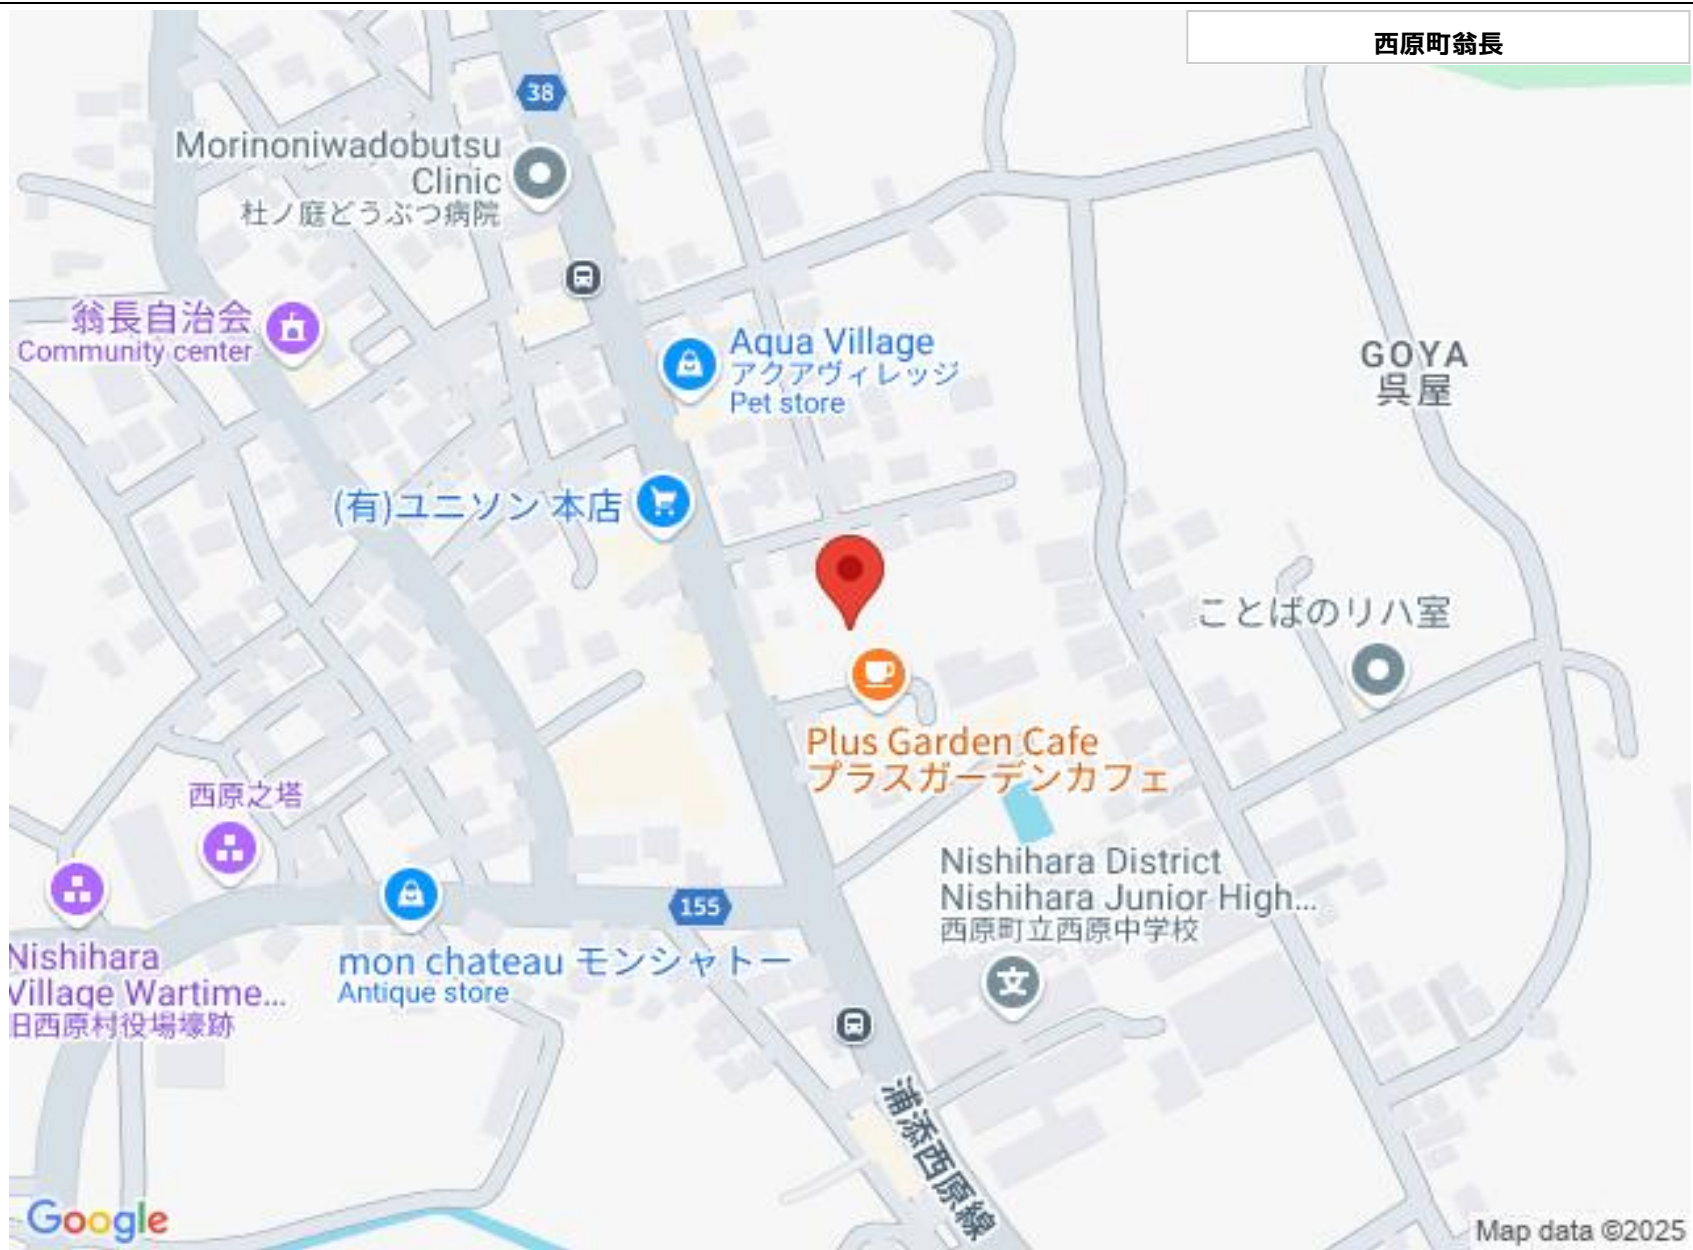 西原町翁長
38
Morinoniwadobutsu
Clinic
杜ノ庭どうぶつ病院
翁長自治会
Community center
Aqua Village
アクアヴィレッジ
Pet store
GOYA
呉屋
(有)ユニソン 本店
ことばのリハ室
Plus Garden Cafe
プラスガーデンカフェ
西原之塔
155
Nishihara District
Nishihara Junior High...
西原町立西原中学校
文
Nishihara
Village Wartime...
旧西原村役場壕跡
mon chateau モンシャトー
Antique store
浦添西原線
Google
Map data ©2025